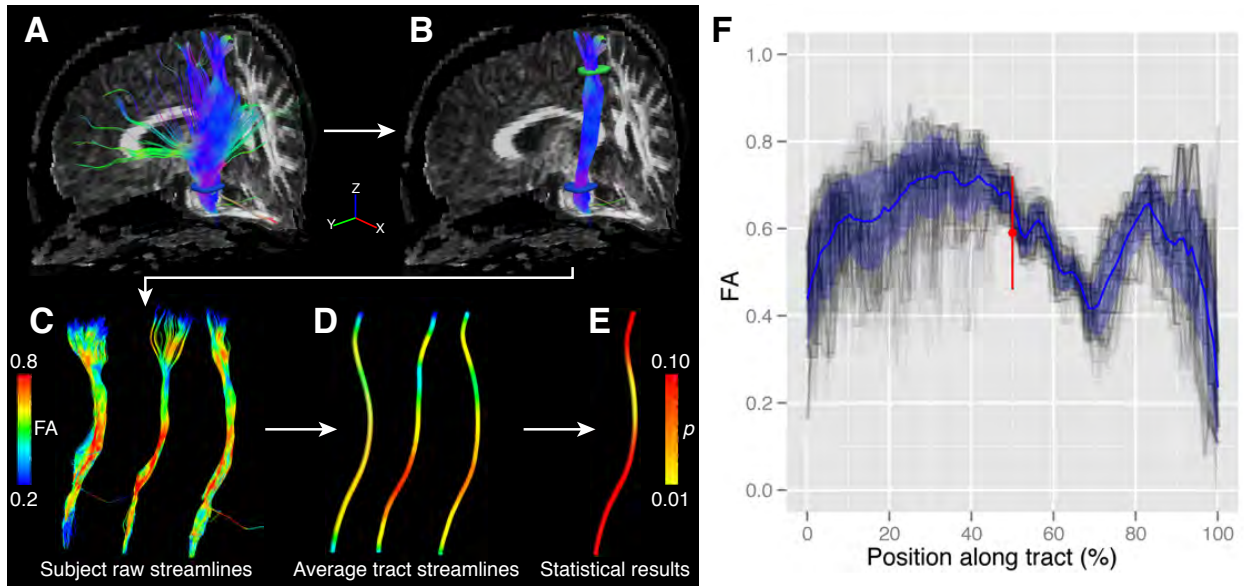 A
B
Z
Y
X
C
D
E
0.8
FA
0.2
0.10
p
0.01
Subject raw streamlines
Average tract streamlines
Statistical results
F
1.0
0.8
0.6
0.4
0.2
0.0
FA
0
20
40
60
80
100
Position along tract (%)